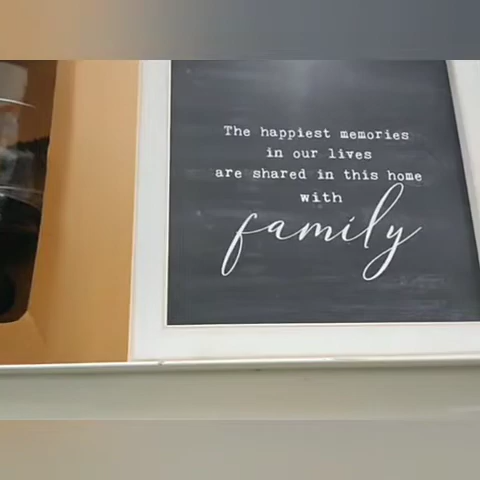 The happiest memories
in our lives
are shared in this home
with
family